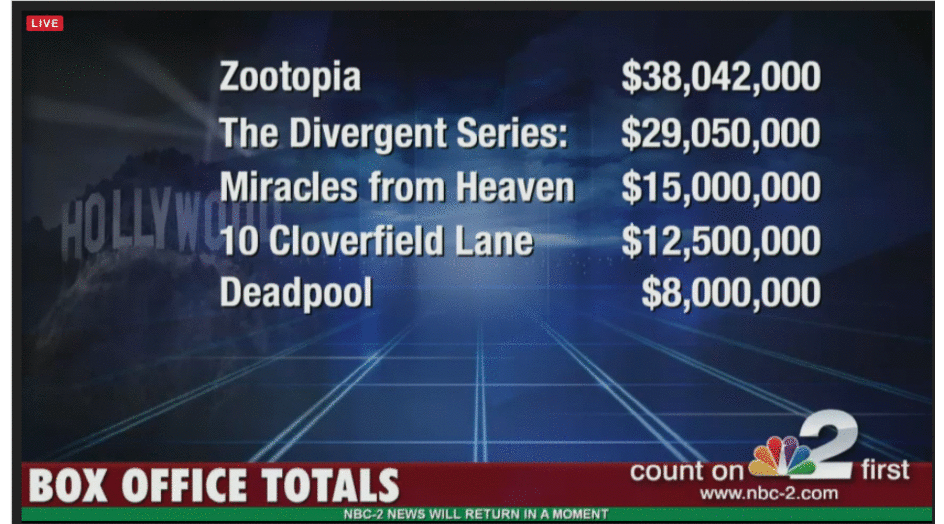 LIVE
Zootopia $38,042,000
The Divergent Series: $29,050,000
Miracles from Heaven $15,000,000
10 Cloverfield Lane $12,500,000
Deadpool $8,000,000
HOLLYWOOD
BOX OFFICE TOTALS
count on 2 first
www.nbc-2.com
NBC-2 NEWS WILL RETURN IN A MOMENT